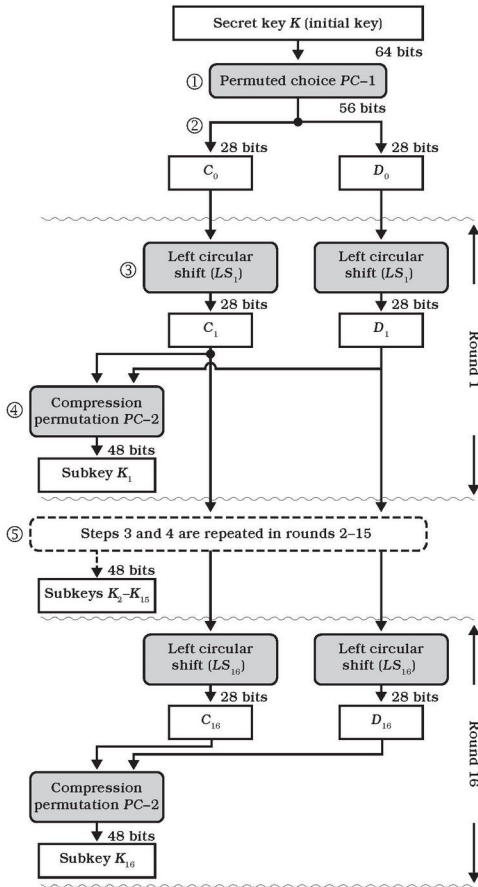 Secret key K (initial key)
64 bits
① Permuted choice PC–1
56 bits
②
28 bits 28 bits
C₀ D₀
③ Left circular shift (LS₁)
Left circular shift (LS₁)
28 bits 28 bits
C₁ D₁
Round 1
④ Compression
permutation PC–2
48 bits
Subkey K₁
⑤ Steps 3 and 4 are repeated in rounds 2–15
48 bits
Subkeys K₂–K₁₅
Left circular shift (LS₁₆)
Left circular shift (LS₁₆)
28 bits 28 bits
C₁₆ D₁₆
Round 16
Compression
permutation PC–2
48 bits
Subkey K₁₆